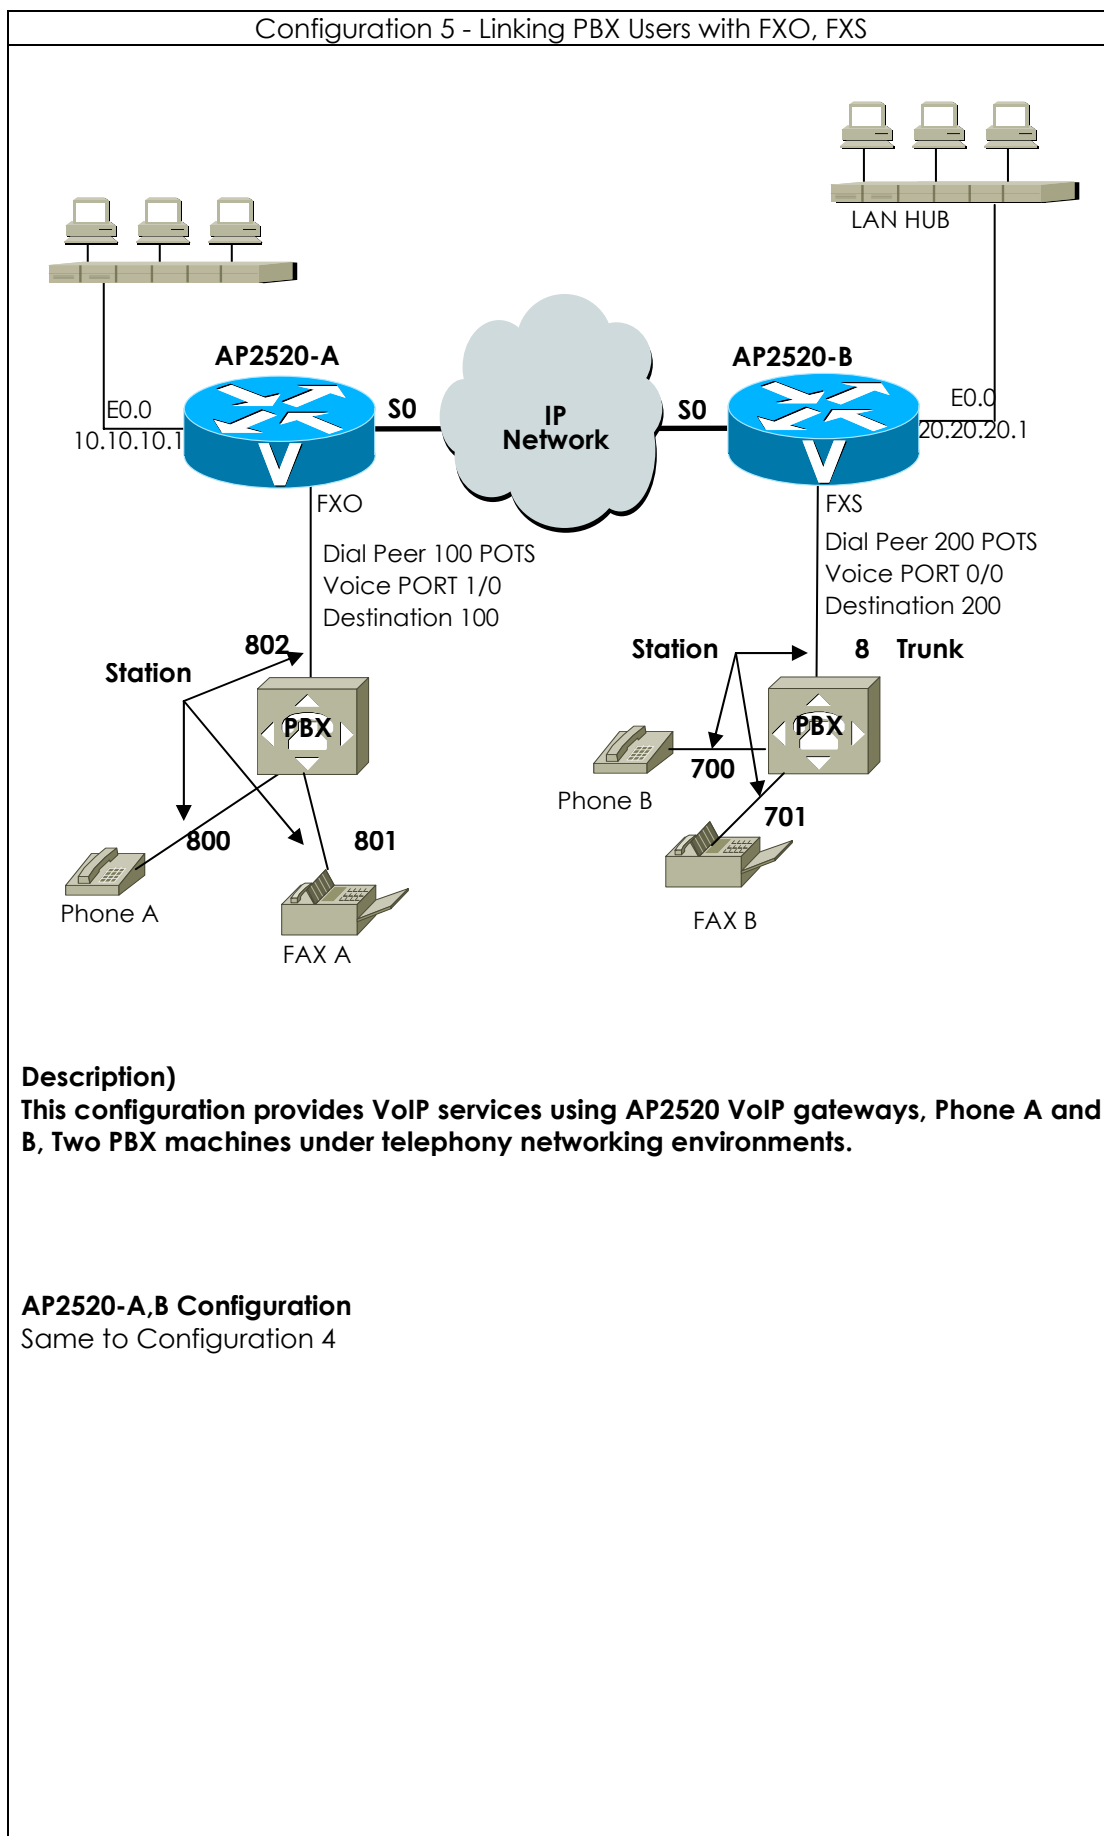 Configuration 5 - Linking PBX Users with FXO, FXS
LAN HUB
AP2520-A
AP2520-B
E0.0
S0
IP
Network
S0
E0.0
10.10.10.1
20.20.20.1
V
V
FXO
FXS
Dial Peer 100 POTS
Voice PORT 1/0
Destination 100
Dial Peer 200 POTS
Voice PORT 0/0
Destination 200
802
Station
Station
8 Trunk
PBX
PBX
700
Phone B
701
800
801
Phone A
FAX A
FAX B
Description)
This configuration provides VoIP services using AP2520 VoIP gateways, Phone A and
B, Two PBX machines under telephony networking environments.
AP2520-A,B Configuration
Same to Configuration 4